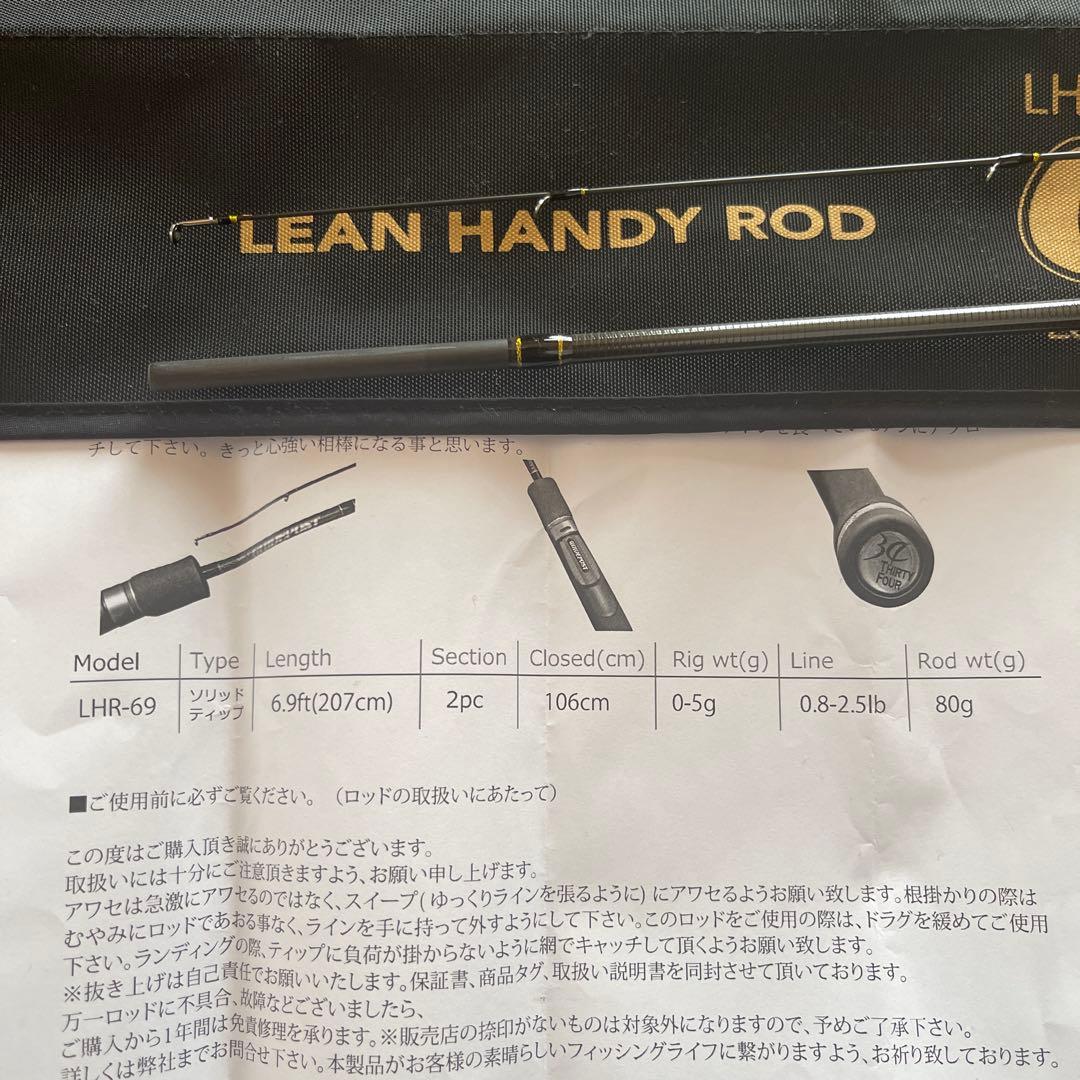 LH
LEAN HANDY ROD
チして下さい。きっと心強い相棒になる事と思います。
THIRTY
FOUR
Model Type Length Section Closed(cm) Rig wt(g) Line Rod wt(g)
LHR-69 ソリッド ティップ 6.9ft(207cm) 2pc 106cm 0-5g 0.8-2.5lb 80g
■ご使用前に必ずご覧ください。（ロッドの取扱いにあたって）
この度はご購入頂き誠にありがとうございます。
取扱いには十分にご注意頂きますよう、お願い申し上げます。
アワセは急激にアワセるのではなく、スイープ(ゆっくりラインを張るように)にアワセるようお願い致します。根掛かりの際は
むやみにロッドであおる事なく、ラインを手に持って外すようにして下さい。このロッドをご使用の際は、ドラグを緩めてご使用
下さい。ランディングの際、ティップに負荷が掛からないように網でキャッチして頂くようお願い致します。
※抜き上げは自己責任でお願いいたします。保証書、商品タグ、取扱い説明書を同封させて頂いております。
万一ロッドに不具合、故障などございましたら、
ご購入から1年間は免責修理を承ります。※販売店の捺印がないものは対象外になりますので、予めご了承下さい。
詳しくは弊社までお問合せ下さい。本製品がお客様の素晴らしいフィッシングライフに繋がりますよう、お祈り致しております。